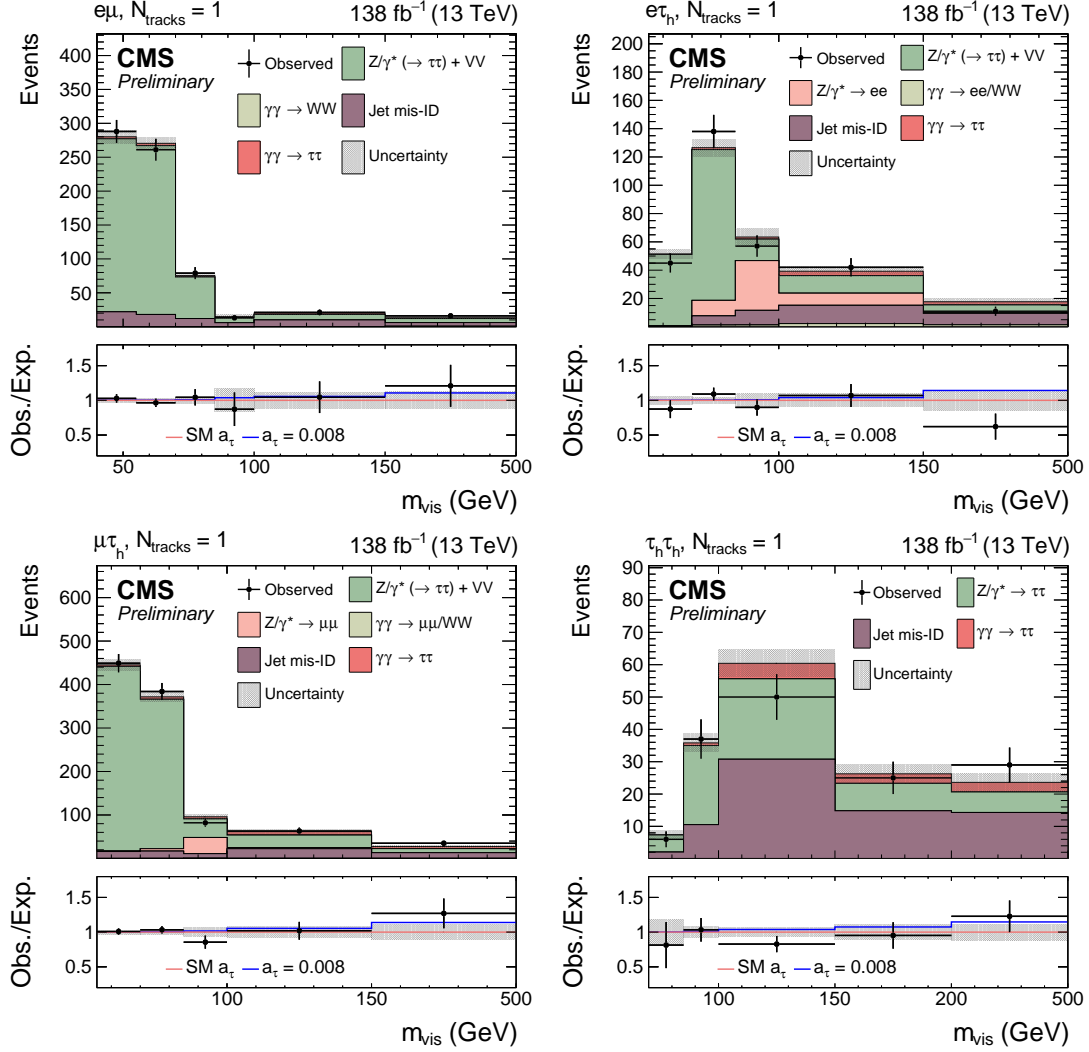 eμ, N_tracks = 1
138 fb⁻¹ (13 TeV)
Events
CMS
Preliminary
Observed
Z/γ* (→ ττ) + VV
γγ → WW
Jet mis-ID
γγ → ττ
Uncertainty
400
350
300
250
200
150
100
50
Obs./Exp.
1.5
1
0.5
SM a_τ
a_τ = 0.008
50
100
150
500
m_vis (GeV)
eτ_h, N_tracks = 1
138 fb⁻¹ (13 TeV)
Events
CMS
Preliminary
Observed
Z/γ* (→ ττ) + VV
Z/γ* → ee
γγ → ee/WW
Jet mis-ID
γγ → ττ
Uncertainty
200
180
160
140
120
100
80
60
40
20
Obs./Exp.
1.5
1
0.5
SM a_τ
a_τ = 0.008
100
150
500
m_vis (GeV)
μτ_h, N_tracks = 1
138 fb⁻¹ (13 TeV)
Events
CMS
Preliminary
Observed
Z/γ* (→ ττ) + VV
Z/γ* → μμ
γγ → μμ/WW
Jet mis-ID
γγ → ττ
Uncertainty
600
500
400
300
200
100
Obs./Exp.
1.5
1
0.5
SM a_τ
a_τ = 0.008
100
150
500
m_vis (GeV)
τ_hτ_h, N_tracks = 1
138 fb⁻¹ (13 TeV)
Events
CMS
Preliminary
Observed
Z/γ* → ττ
Jet mis-ID
γγ → ττ
Uncertainty
90
80
70
60
50
40
30
20
10
Obs./Exp.
1.5
1
0.5
SM a_τ
a_τ = 0.008
100
150
200
500
m_vis (GeV)